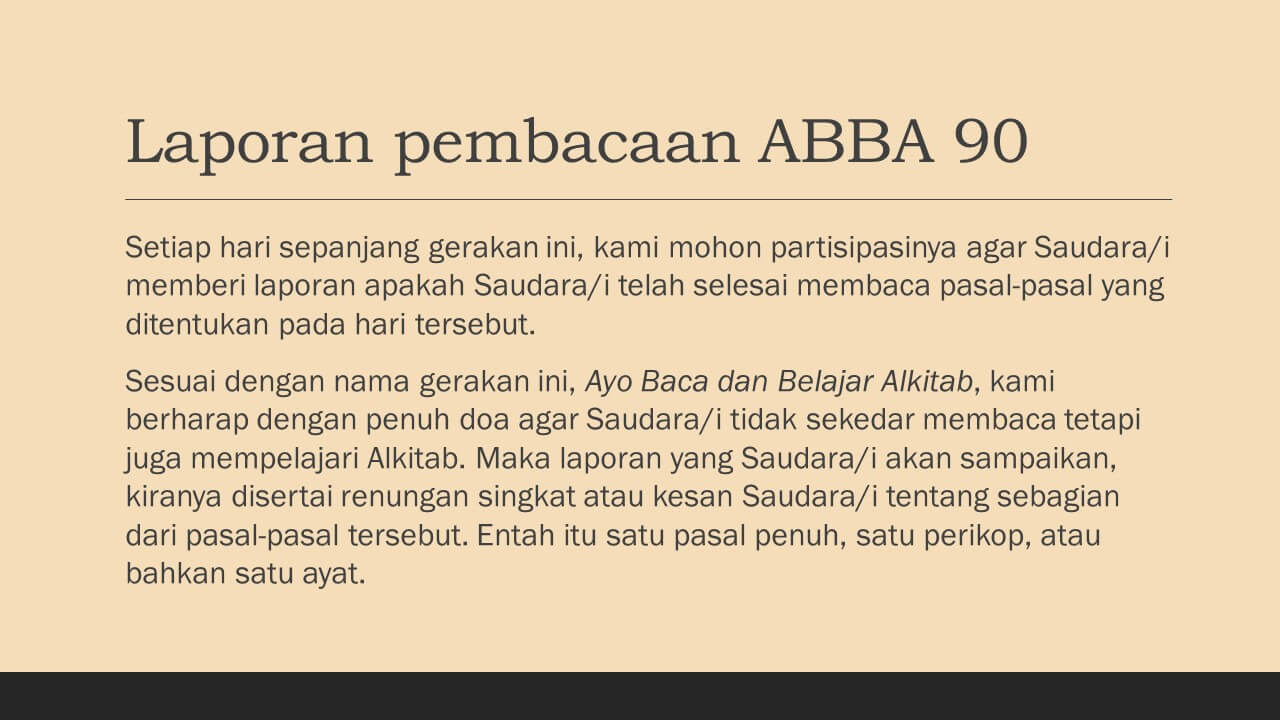 Laporan pembacaan ABBA 90
Setiap hari sepanjang gerakan ini, kami mohon partisipasinya agar Saudara/i
memberi laporan apakah Saudara/i telah selesai membaca pasal-pasal yang
ditentukan pada hari tersebut.
Sesuai dengan nama gerakan ini, Ayo Baca dan Belajar Alkitab, kami
berharap dengan penuh doa agar Saudara/i tidak sekedar membaca tetapi
juga mempelajari Alkitab. Maka laporan yang Saudara/i akan sampaikan,
kiranya disertai renungan singkat atau kesan Saudara/i tentang sebagian
dari pasal-pasal tersebut. Entah itu satu pasal penuh, satu perikop, atau
bahkan satu ayat.